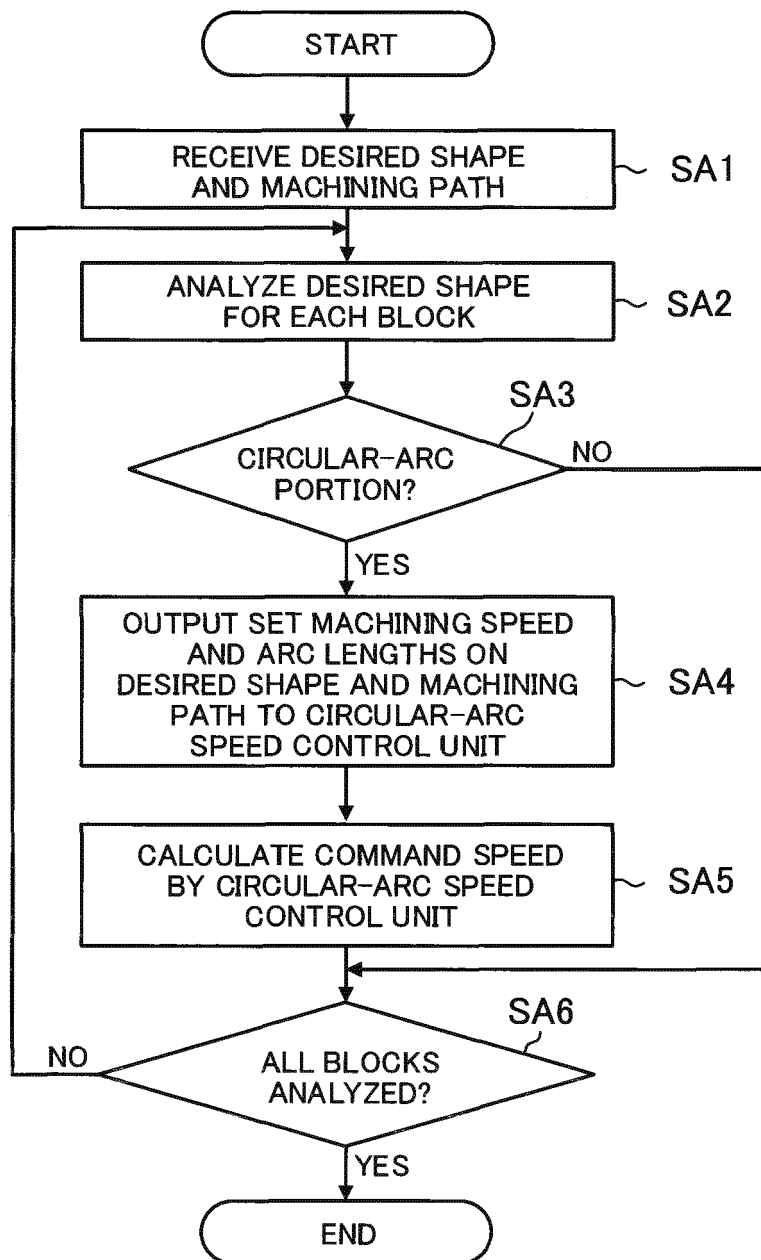 START
RECEIVE DESIRED SHAPE
AND MACHINING PATH
SA1
ANALYZE DESIRED SHAPE
FOR EACH BLOCK
SA2
SA3
CIRCULAR-ARC
PORTION?
NO
YES
OUTPUT SET MACHINING SPEED
AND ARC LENGTHS ON
DESIRED SHAPE AND MACHINING
PATH TO CIRCULAR-ARC
SPEED CONTROL UNIT
SA4
CALCULATE COMMAND SPEED
BY CIRCULAR-ARC SPEED
CONTROL UNIT
SA5
SA6
NO
ALL BLOCKS
ANALYZED?
YES
END